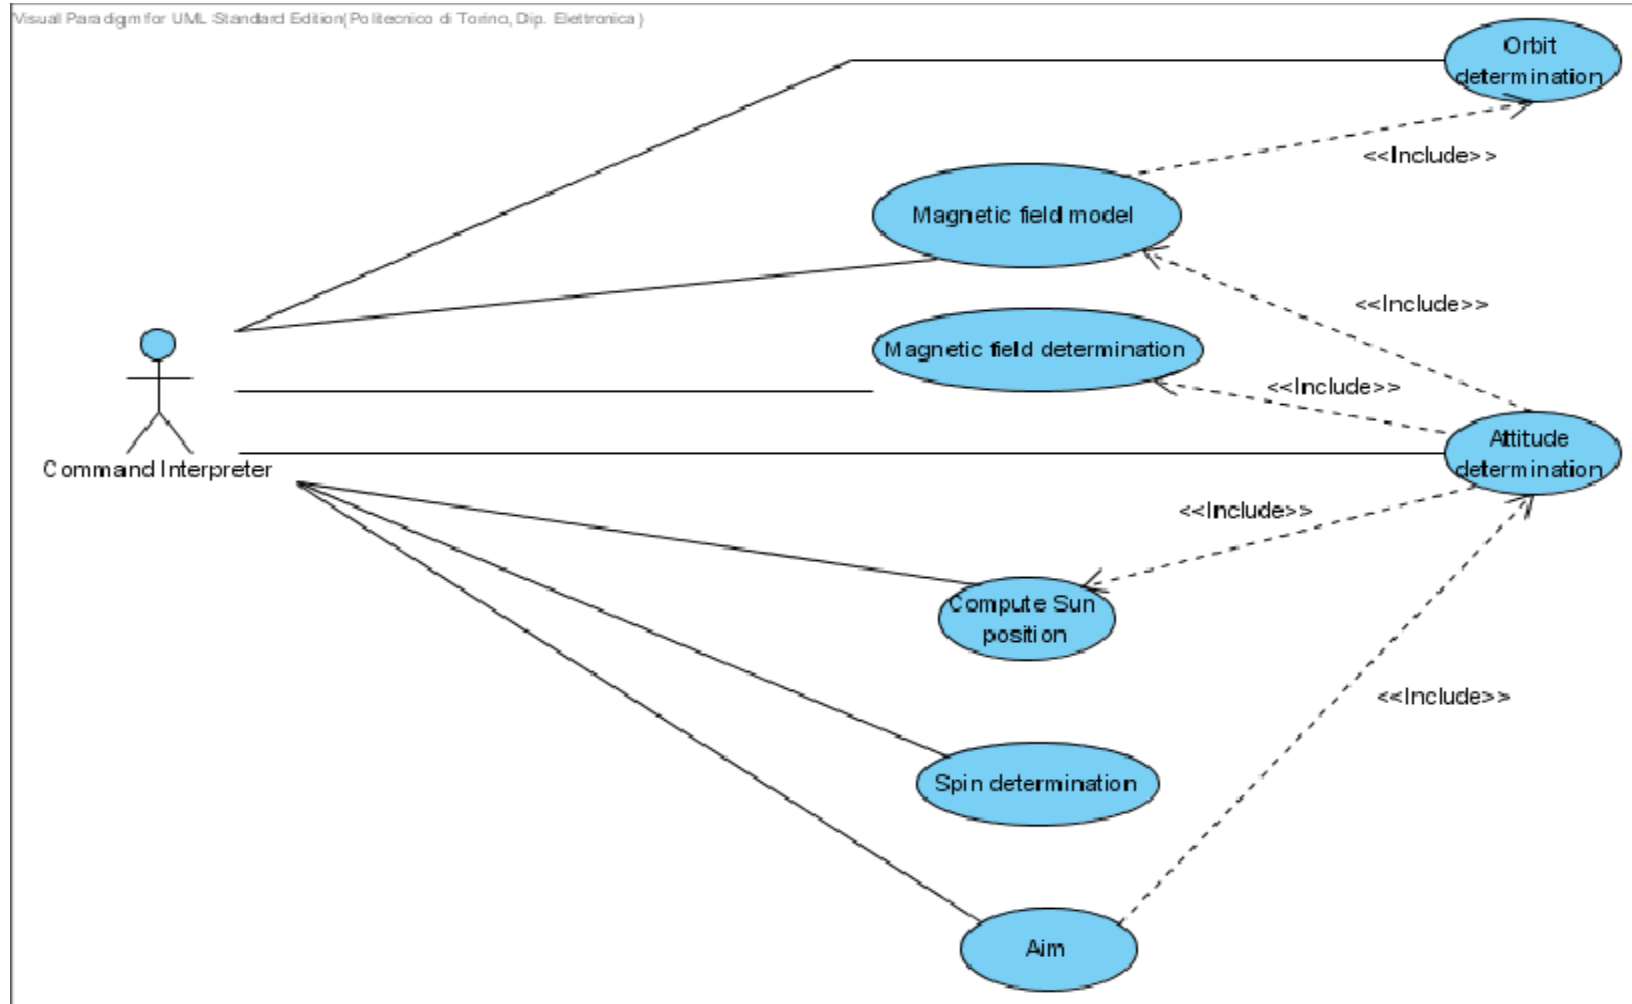 Visual Paradigm for UML Standard Edition(Politecnico di Torino, Dip. Elettronica)
Orbit
determination
<<Include>>
Magnetic field model
<<Include>>
Magnetic field determination
<<Include>>
Attitude
determination
Command Interpreter
<<Include>>
Compute Sun
position
<<Include>>
Spin determination
Aim